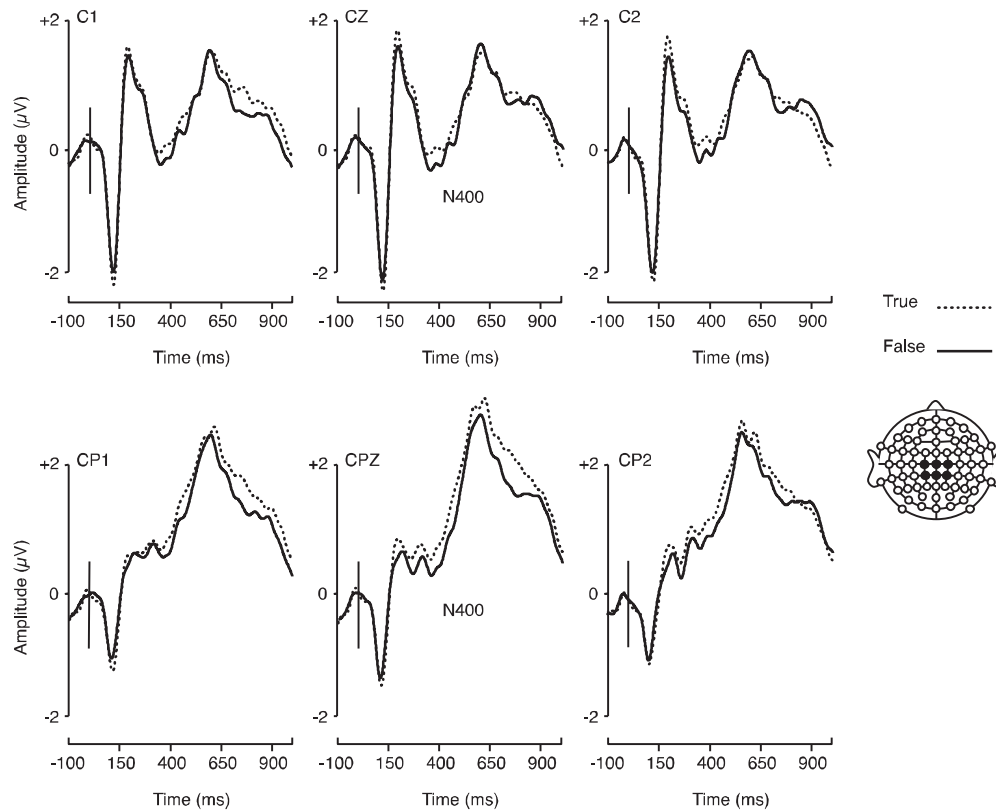 C1
+2
0
-2
Amplitude (µV)
-100 150 400 650 900
Time (ms)
CZ
+2
0
-2
N400
-100 150 400 650 900
Time (ms)
C2
+2
0
-2
-100 150 400 650 900
Time (ms)
True
False
CP1
+2
0
-2
Amplitude (µV)
-100 150 400 650 900
Time (ms)
CPZ
+2
0
-2
N400
-100 150 400 650 900
Time (ms)
CP2
+2
0
-2
-100 150 400 650 900
Time (ms)